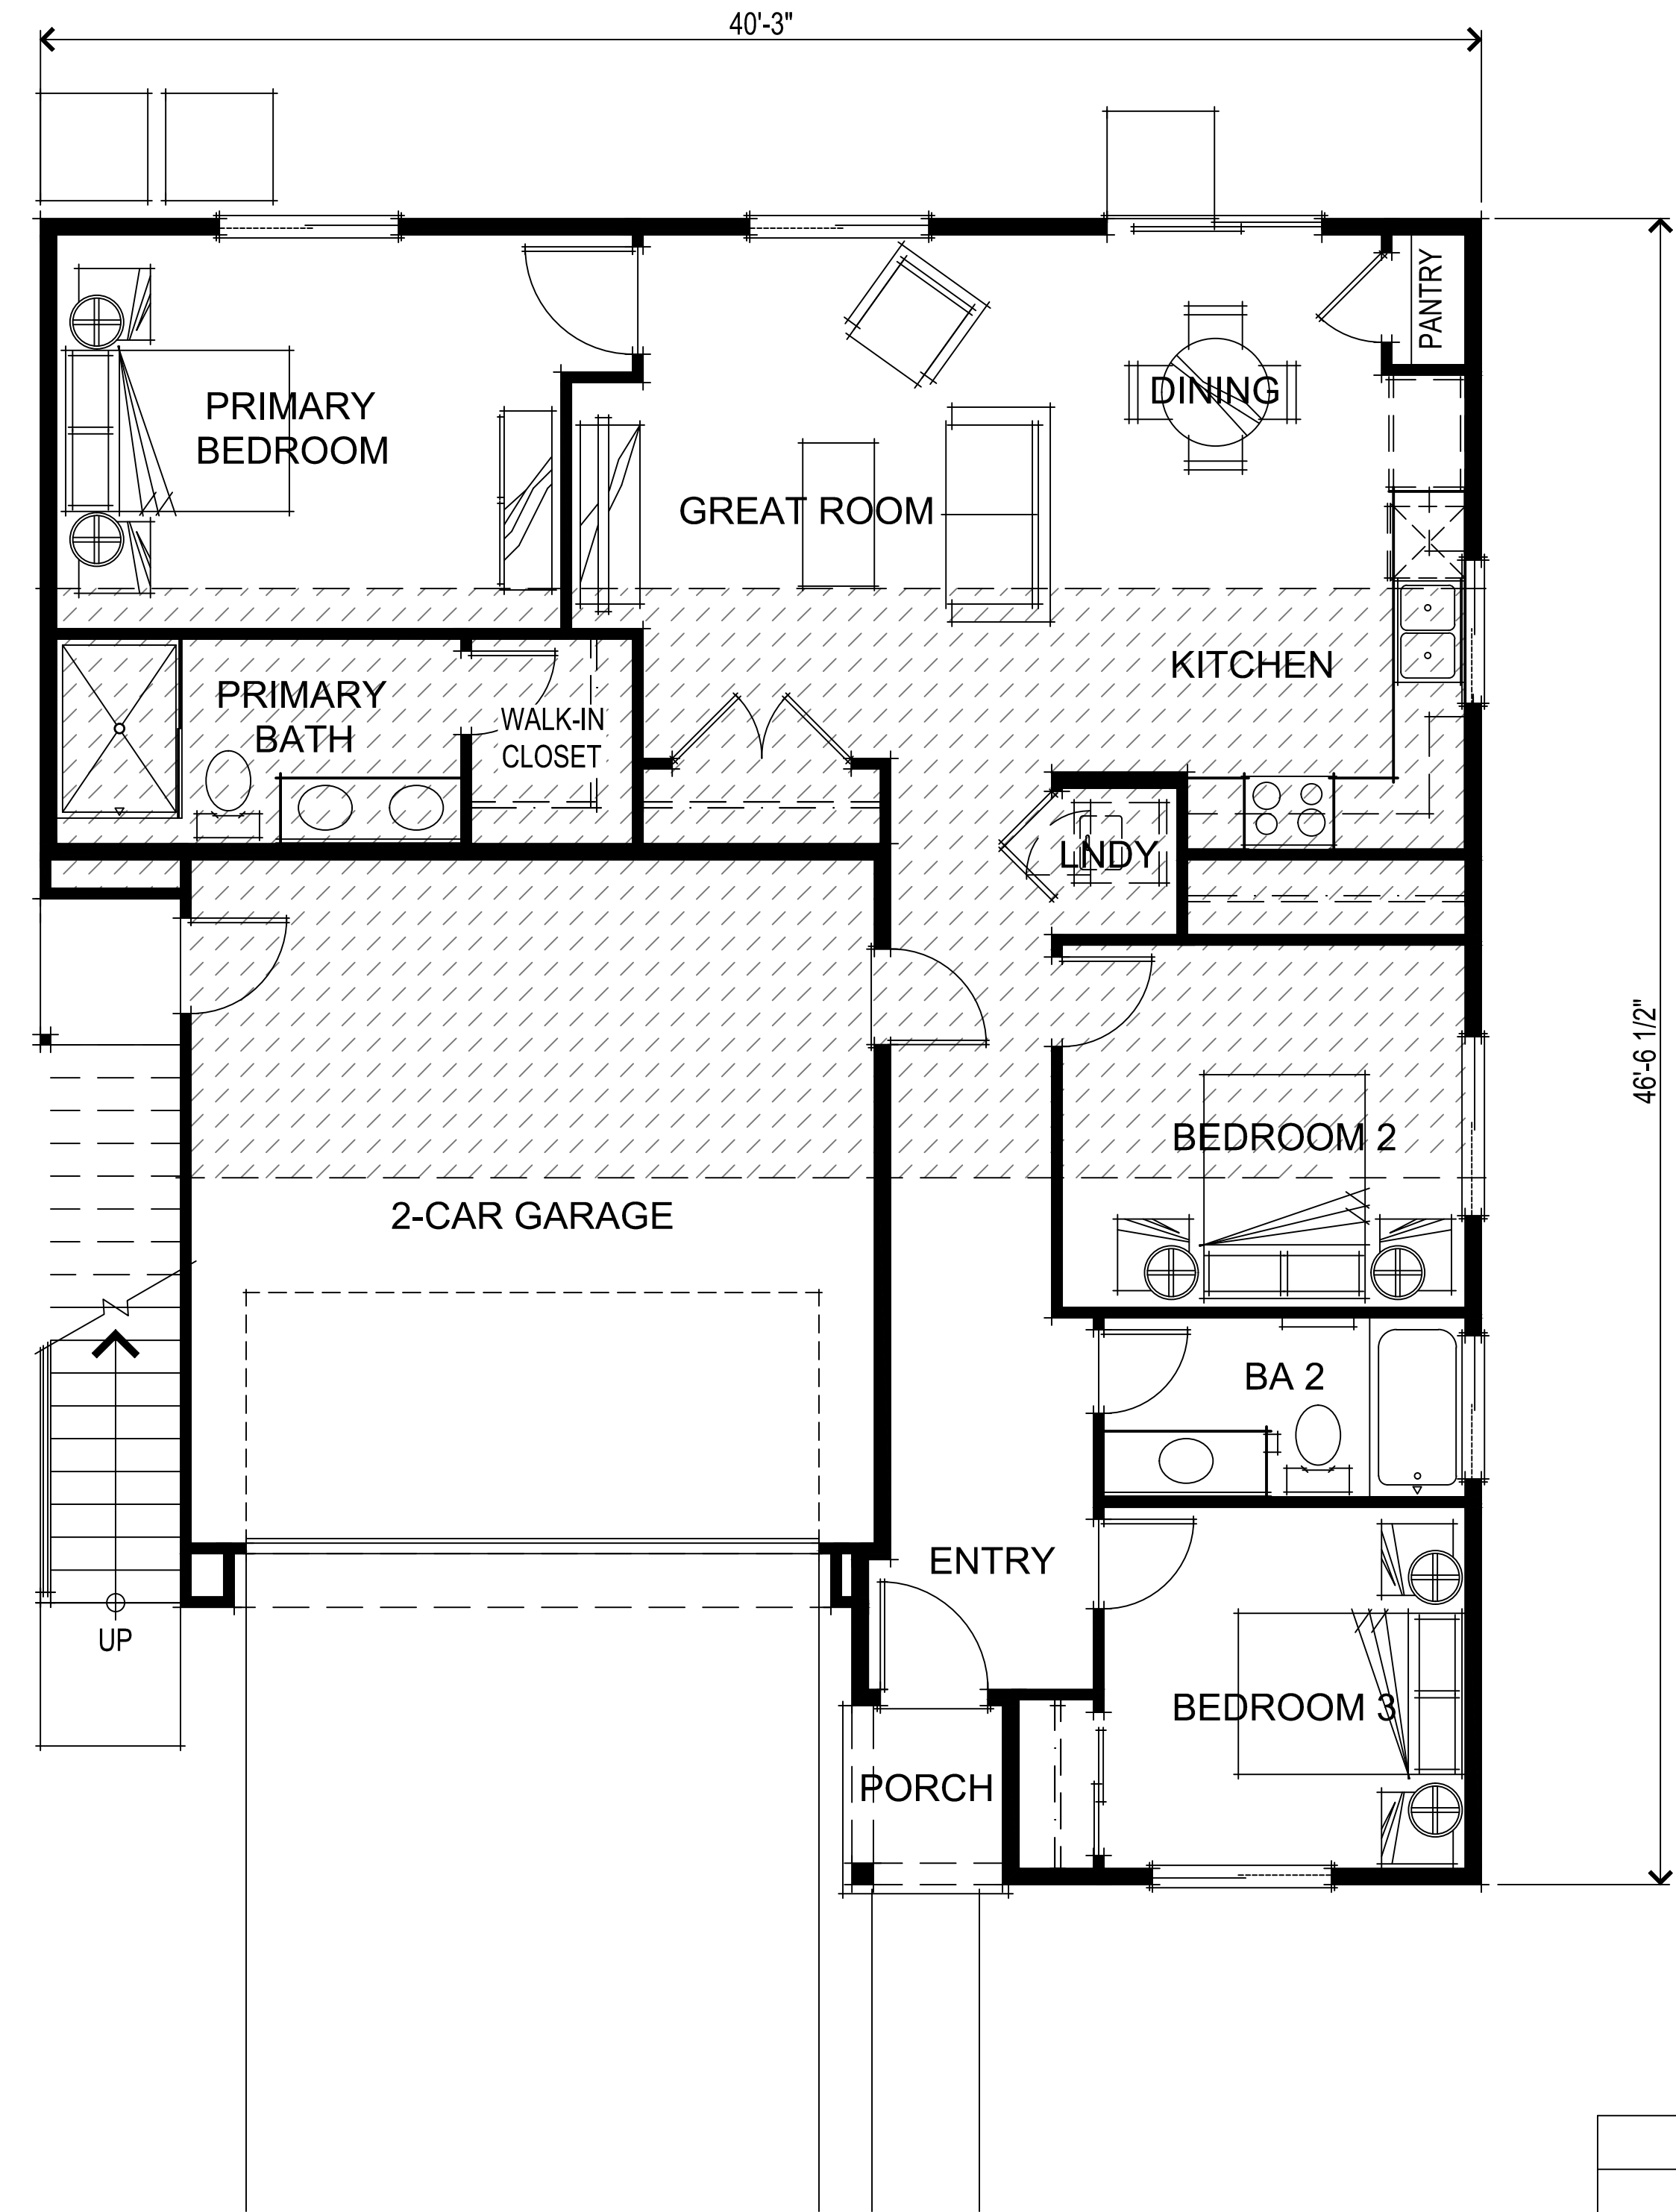 40'-3"
PANTRY
PRIMARY
BEDROOM
DINING
GREAT ROOM
KITCHEN
PRIMARY
BATH
WALK-IN
CLOSET
LNDY
46'-6 1/2"
BEDROOM 2
2-CAR GARAGE
BA 2
ENTRY
UP
BEDROOM 3
PORCH